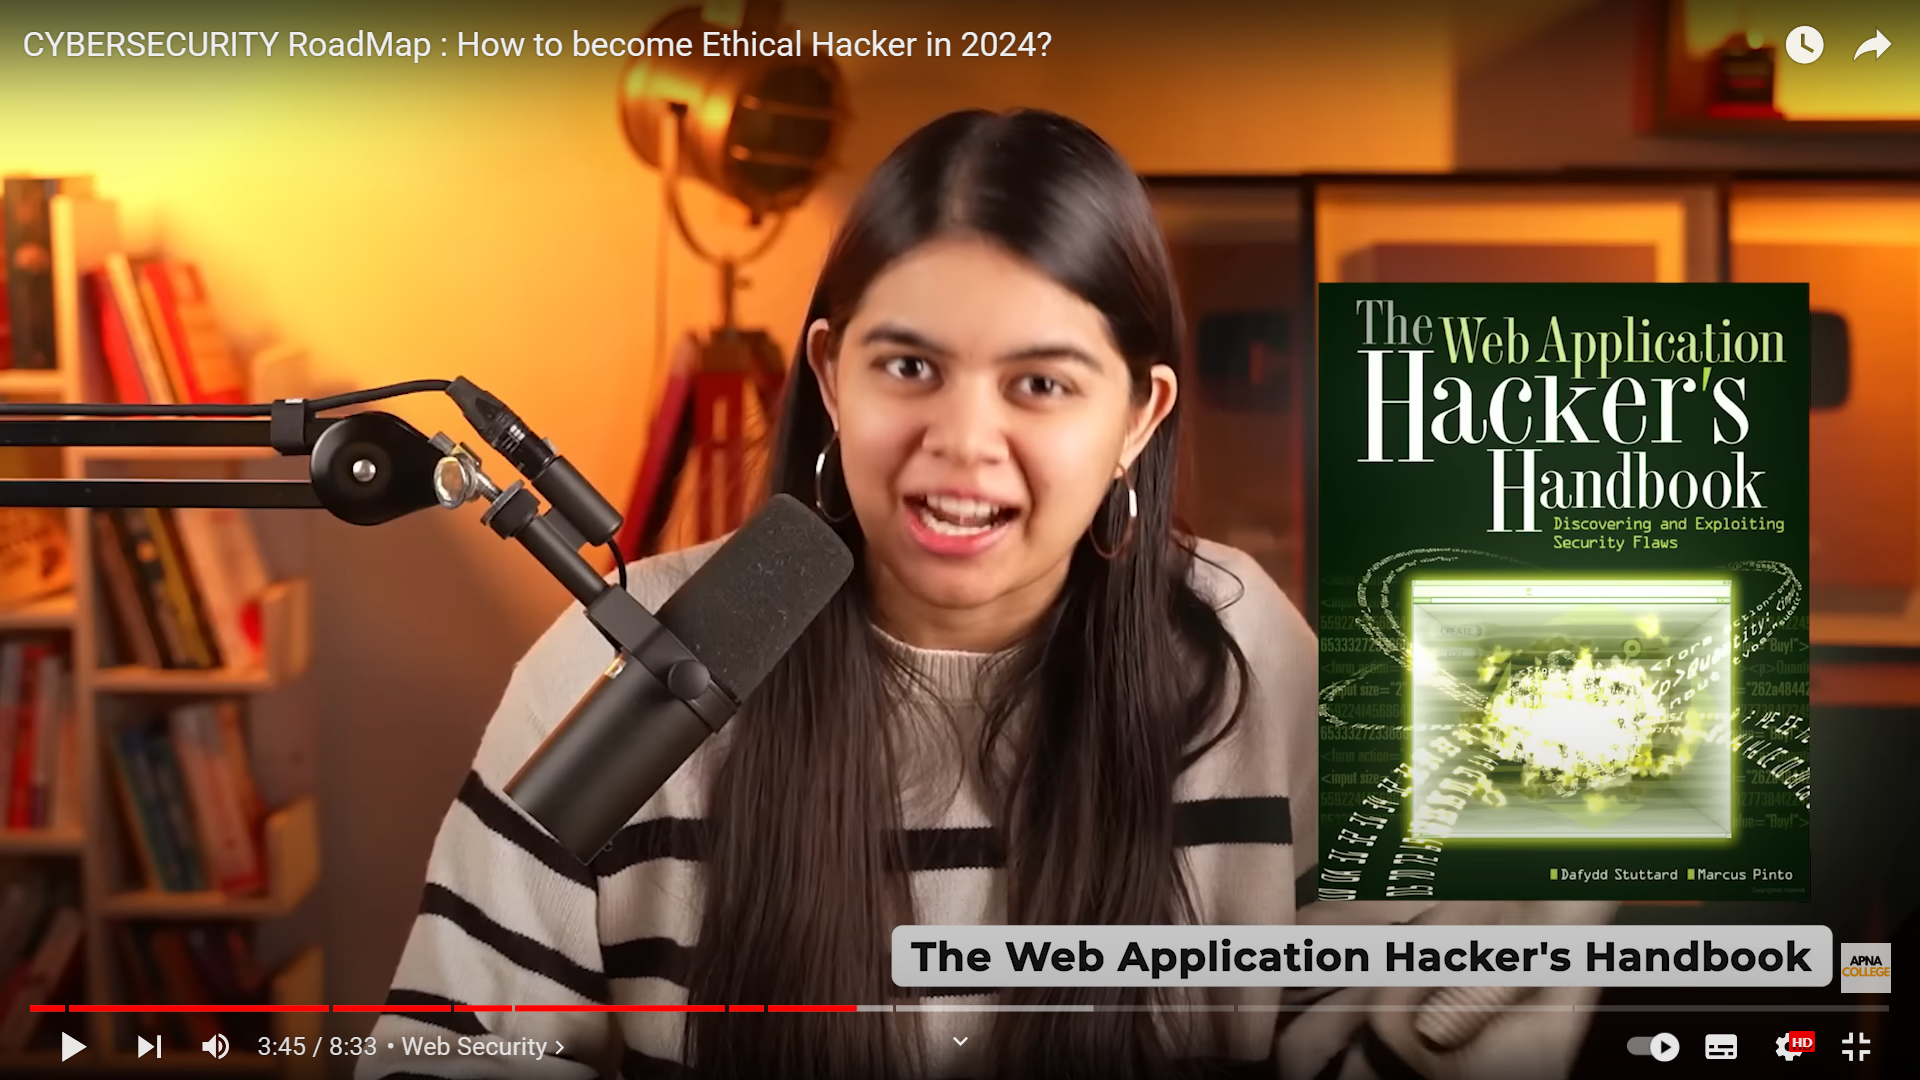 CYBERSECURITY RoadMap : How to become Ethical Hacker in 2024?
The Web Application
Hacker's
Handbook
Discovering and Exploiting
Security Flaws
CREATE
Dafydd Stuttard Marcus Pinto
The Web Application Hacker's Handbook
APNA
COLLEGE
3:45 / 8:33 • Web Security
HD